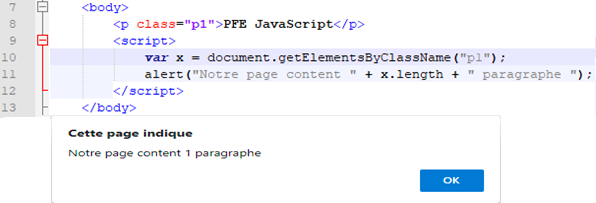 7 <body>
8 <p class="p1">PFE JavaScript</p>
9 <script>
10 var x = document.getElementsByClassName("p1");
11 alert("Notre page content " + x.length + " paragraphe ");
12 </script>
13 </body>
Cette page indique
Notre page content 1 paragraphe
OK